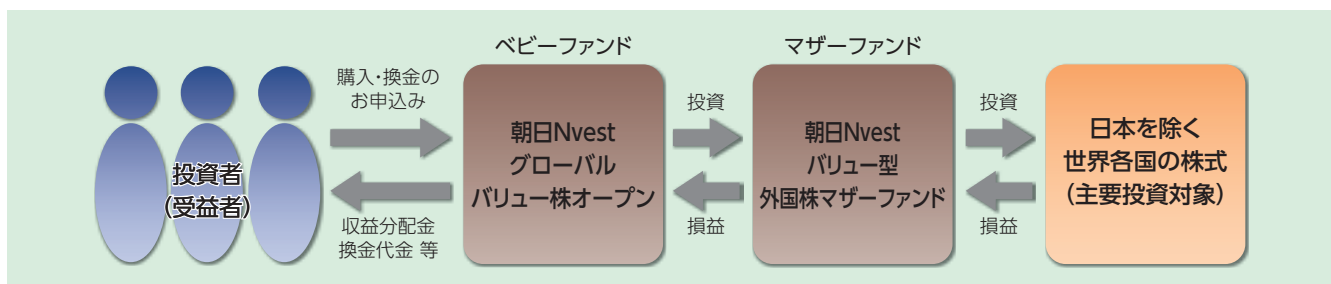 ベビーファンド
マザーファンド
購入・換金の
お申込み
投資
投資
投資者
(受益者)
朝日Nvest
グローバル
バリュー株オープン
朝日Nvest
バリュー型
外国株マザーファンド
日本を除く
世界各国の株式
(主要投資対象)
収益分配金
換金代金 等
損益
損益